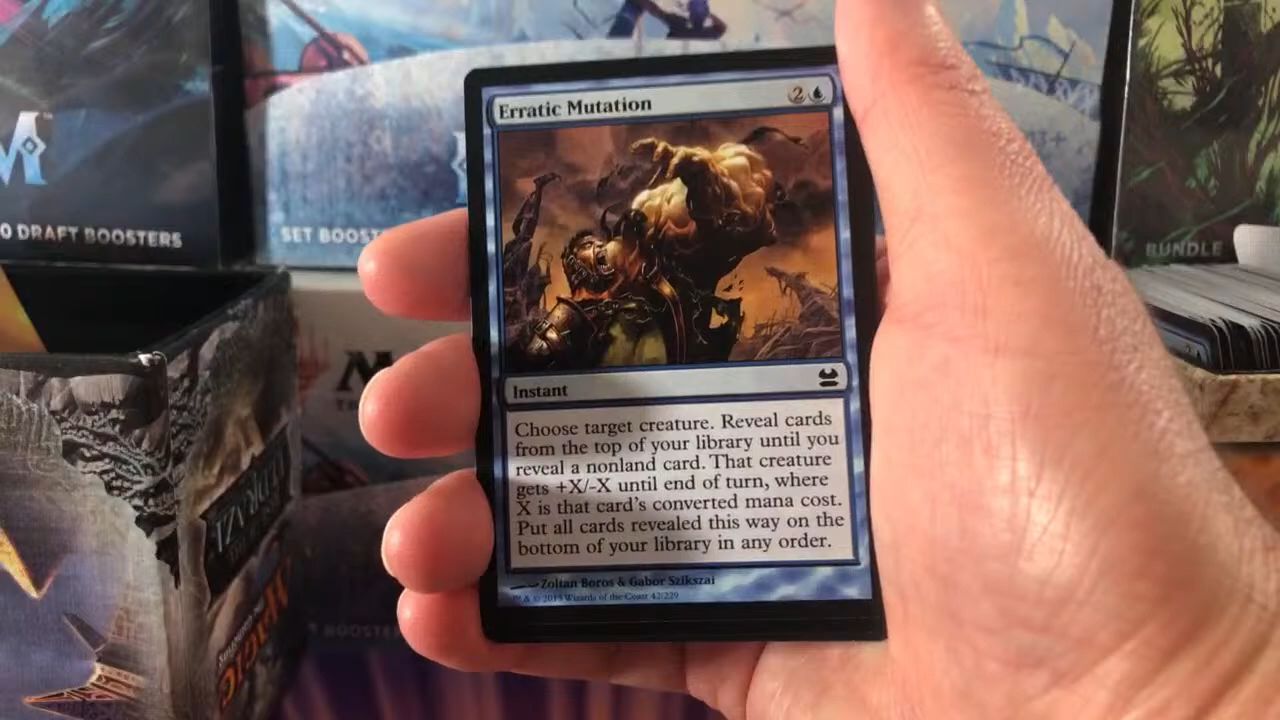 Erratic Mutation
2
Instant
Choose target creature. Reveal cards
from the top of your library until you
reveal a nonland card. That creature
gets +X/-X until end of turn, where
X is that card's converted mana cost.
Put all cards revealed this way on the
bottom of your library in any order.
Zoltan Boros & Gabor Szikszai
™ & © 2013 Wizards of the Coast 42/229
0 DRAFT BOOSTERS
SET BOOST
BUNDLE
M
BOOSTER
MAGIC